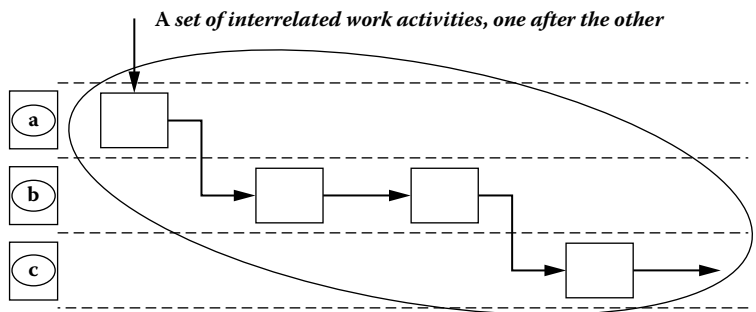 A set of interrelated work activities, one after the other
a
b
c